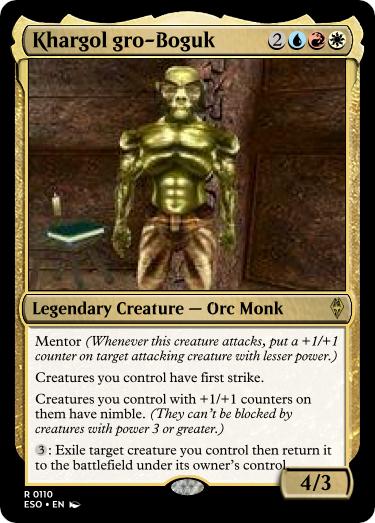 Khargol gro-Boguk 2
Legendary Creature — Orc Monk
Mentor (Whenever this creature attacks, put a +1/+1
counter on target attacking creature with lesser power.)
Creatures you control have first strike.
Creatures you control with +1/+1 counters
on them have nimble. (They can't be blocked by
creatures with power 3 or greater.)
3: Exile target creature you control then return it
to the battlefield under its owner's control.
4/3
R 0110
ESO • EN